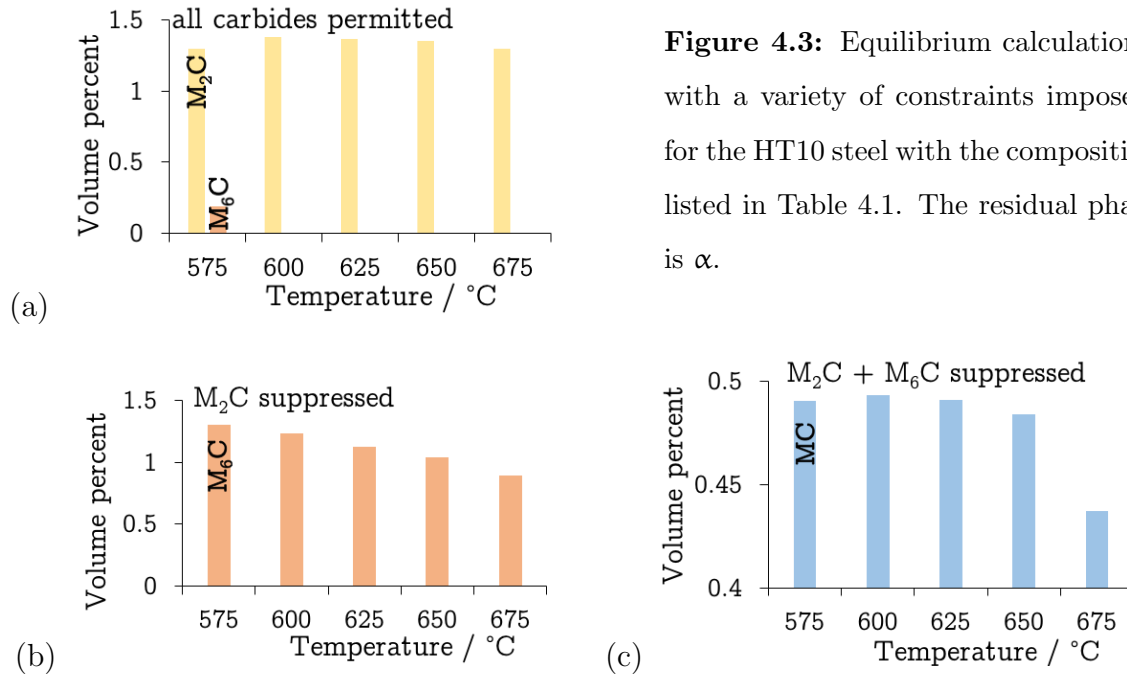 all carbides permitted
1.5
1
0.5
0
Volume percent
M₂C
M₆C
575 600 625 650 675
Temperature / °C
(a)
Figure 4.3: Equilibrium calculation
with a variety of constraints impose
for the HT10 steel with the compositi
listed in Table 4.1. The residual pha
is α.
M₂C suppressed
1.5
1
0.5
0
Volume percent
M₆C
575 600 625 650 675
Temperature / °C
(b)
M₂C + M₆C suppressed
0.5
0.45
0.4
Volume percent
MC
575 600 625 650 675
Temperature / °C
(c)